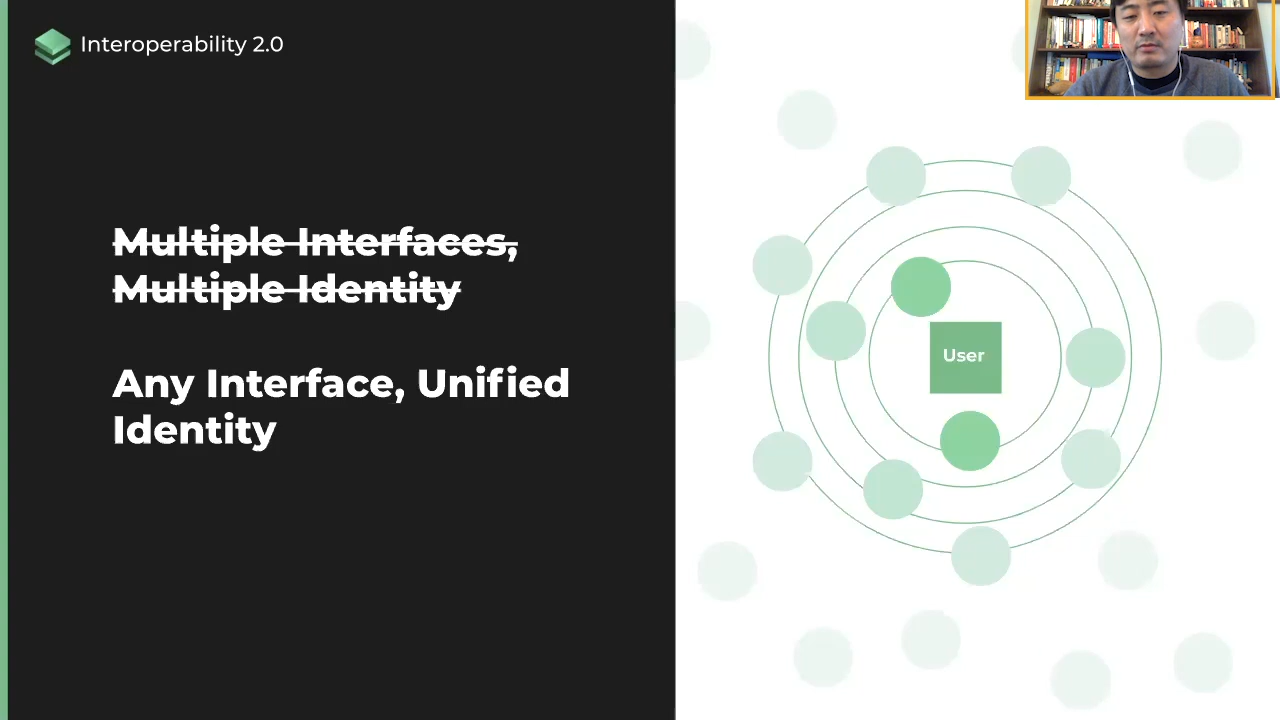 Interoperability 2.0
Multiple Interfaces,
Multiple Identity
Any Interface, Unified
Identity
User